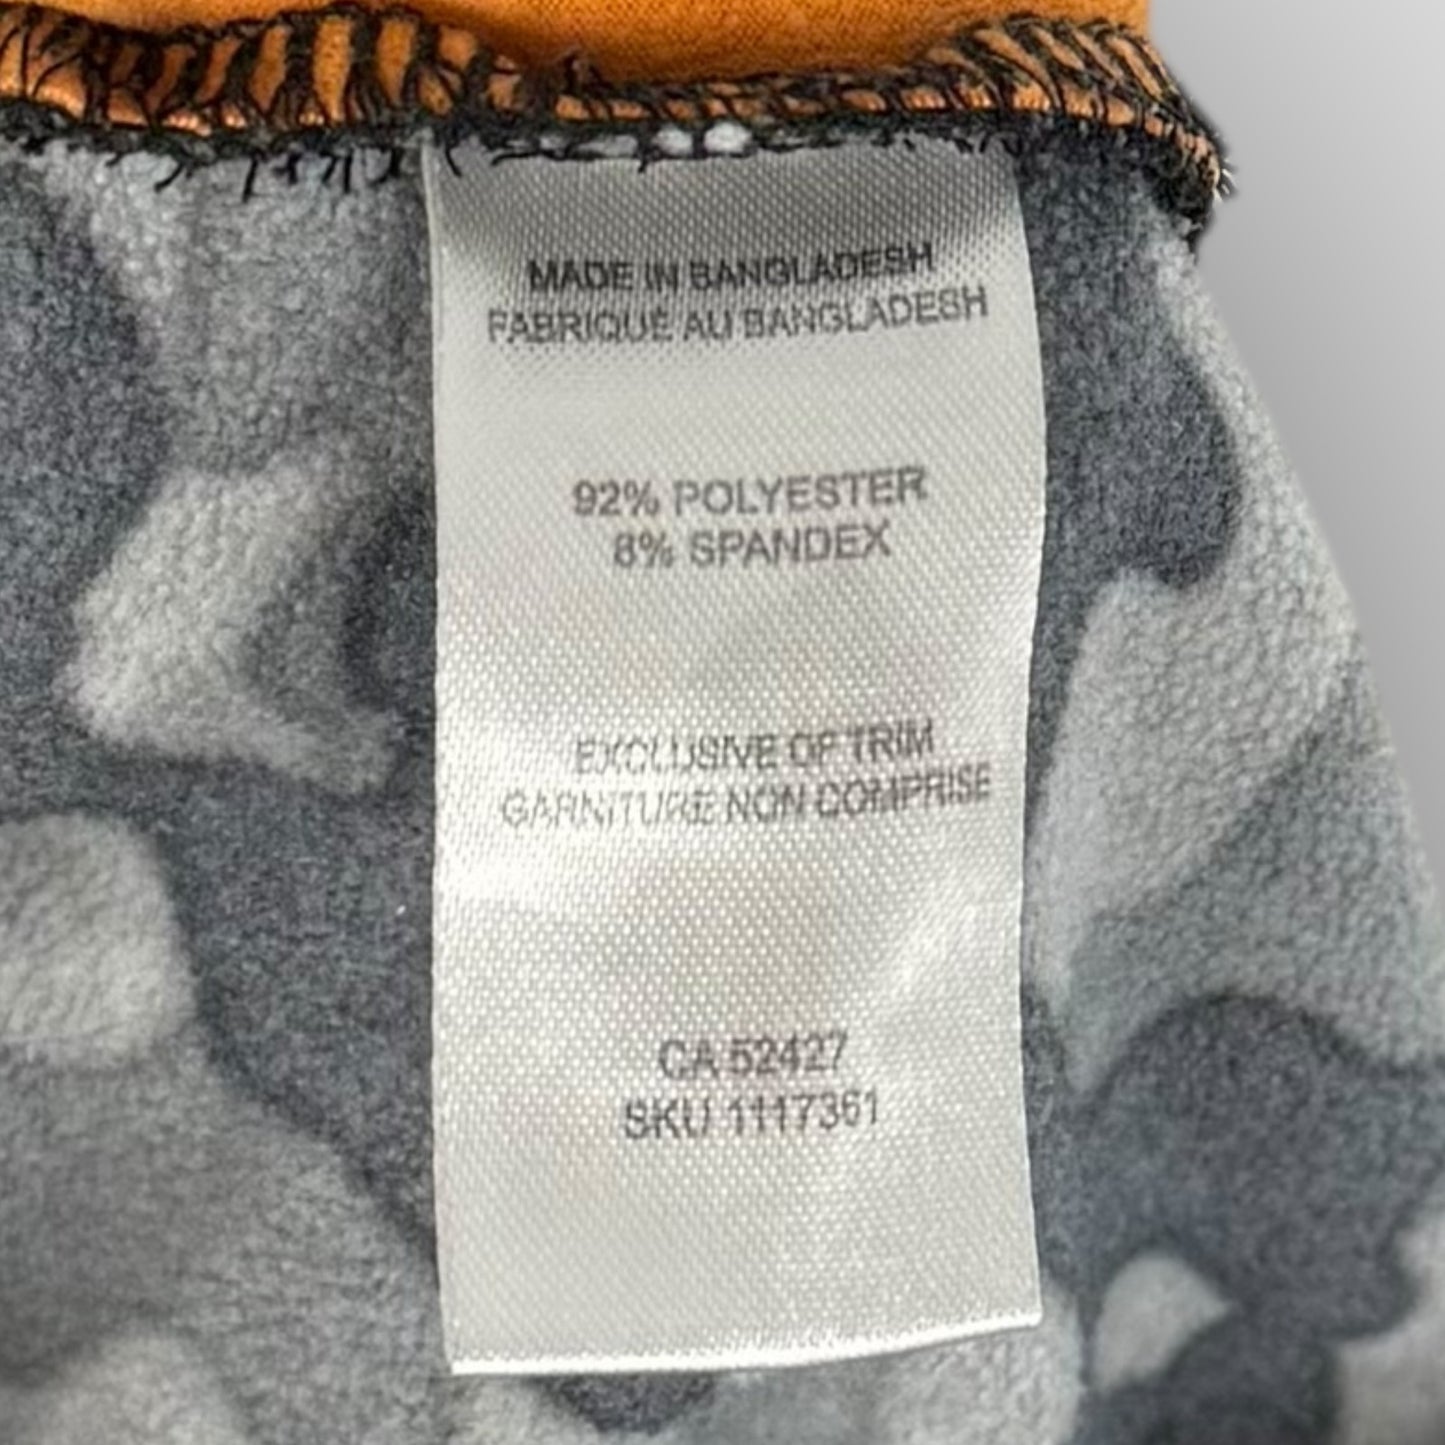 MADE IN BANGLADESH
FABRIQUÉ AU BANGLADESH
92% POLYESTER
8% SPANDEX
EXCLUSIVE OF TRIM
GARNITURE NON COMPRISE
CA 52427
SKU 1117361